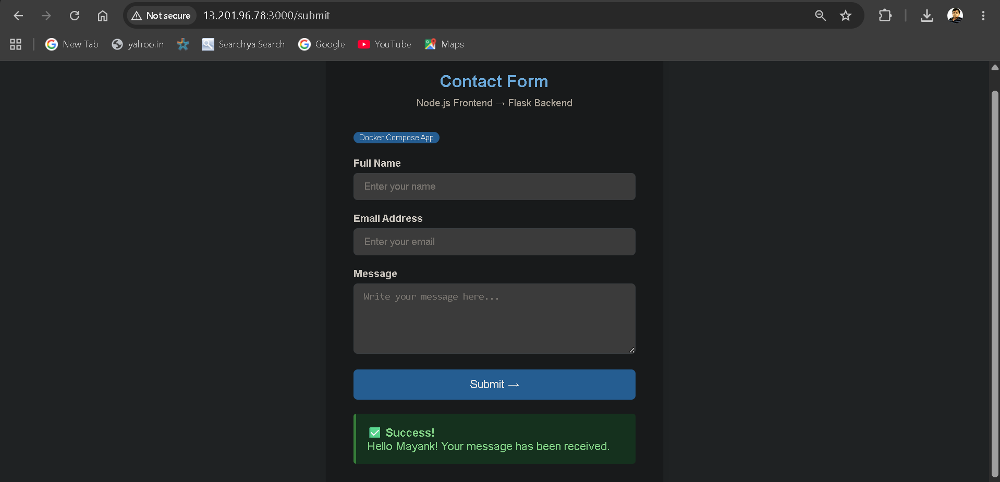 Not secure 13.201.96.78:3000/submit
New Tab yahoo.in Searchya Search Google YouTube Maps
Contact Form
Node.js Frontend → Flask Backend
Docker Compose App
Full Name
Enter your name
Email Address
Enter your email
Message
Write your message here...
Submit →
✅ Success!
Hello Mayank! Your message has been received.